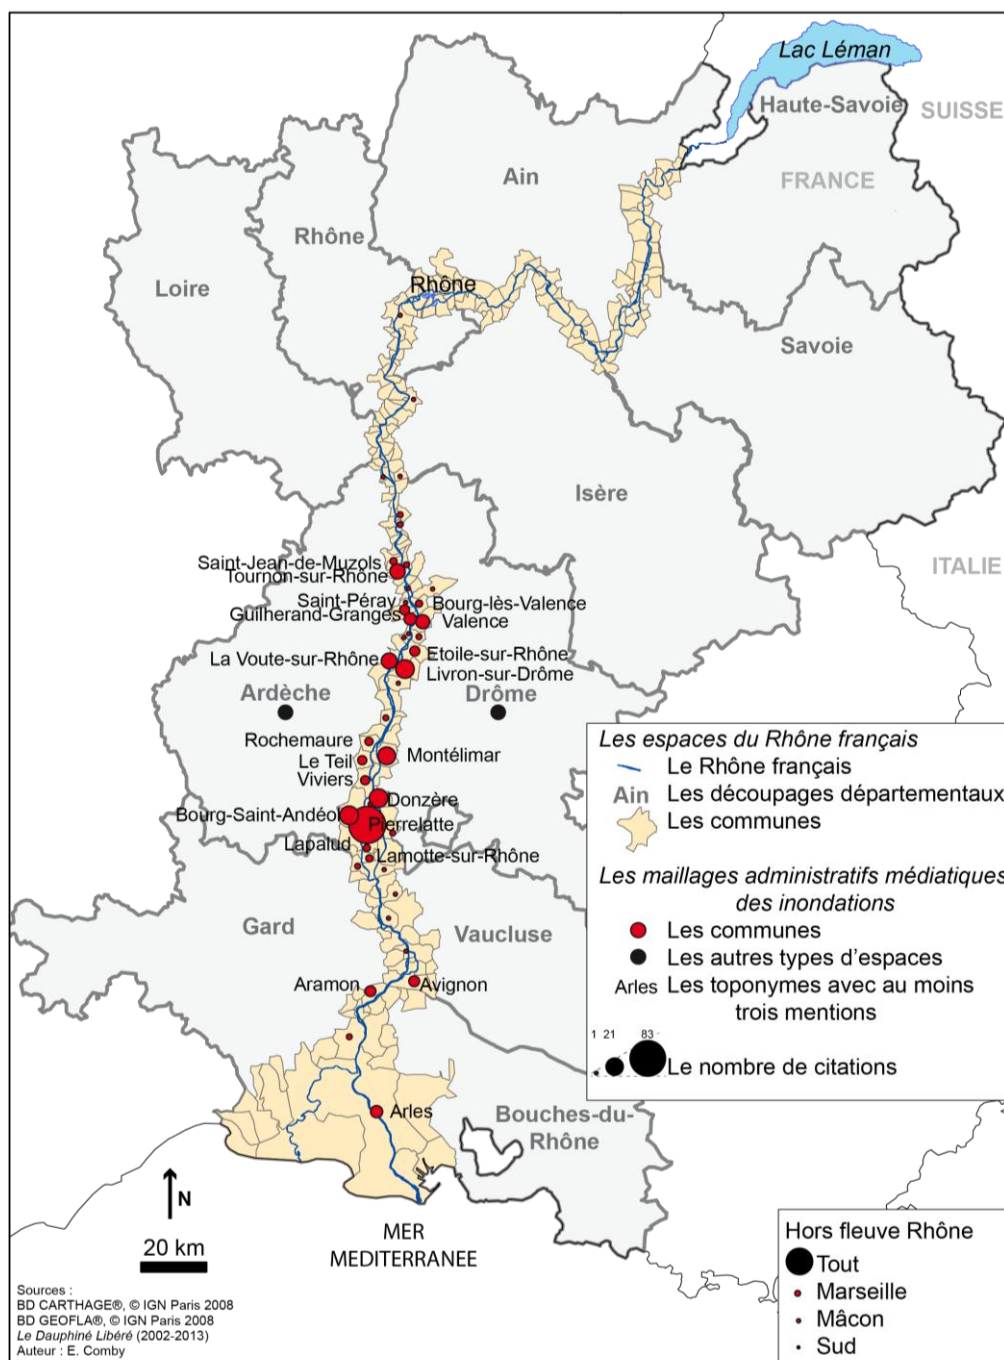 Lac Léman
Haute-Savoie
SUISSE
Ain
FRANCE
Rhône
Loire
Rhône
Savoie
Isère
ITALIE
Saint-Jean-de-Muzols
Tournon-sur-Rhône
Saint-Péray
Bourg-lès-Valence
Guilherand-Granges
Valence
Etoile-sur-Rhône
La Voute-sur-Rhône
Livron-sur-Drôme
Ardèche
Drôme
Rochemaure
Montélimar
Le Teil
Viviers
Donzère
Bourg-Saint-Andéol
Pierrelatte
Lapalud
Lamotte-sur-Rhône
Gard
Vaucluse
Aramon
Avignon
Arles
Bouches-du-
Rhône
MER
MEDITERRANEE
N
20 km
Les espaces du Rhône français
Le Rhône français
Ain Les découpages départementaux
Les communes
Les maillages administratifs médiatiques
des inondations
Les communes
Les autres types d'espaces
Arles Les toponymes avec au moins
trois mentions
1 21 83
Le nombre de citations
Hors fleuve Rhône
Tout
Marseille
Mâcon
Sud
Sources :
BD CARTHAGE®, © IGN Paris 2008
BD GEOFLA®, © IGN Paris 2008
Le Dauphiné Libéré (2002-2013)
Auteur : E. Comby